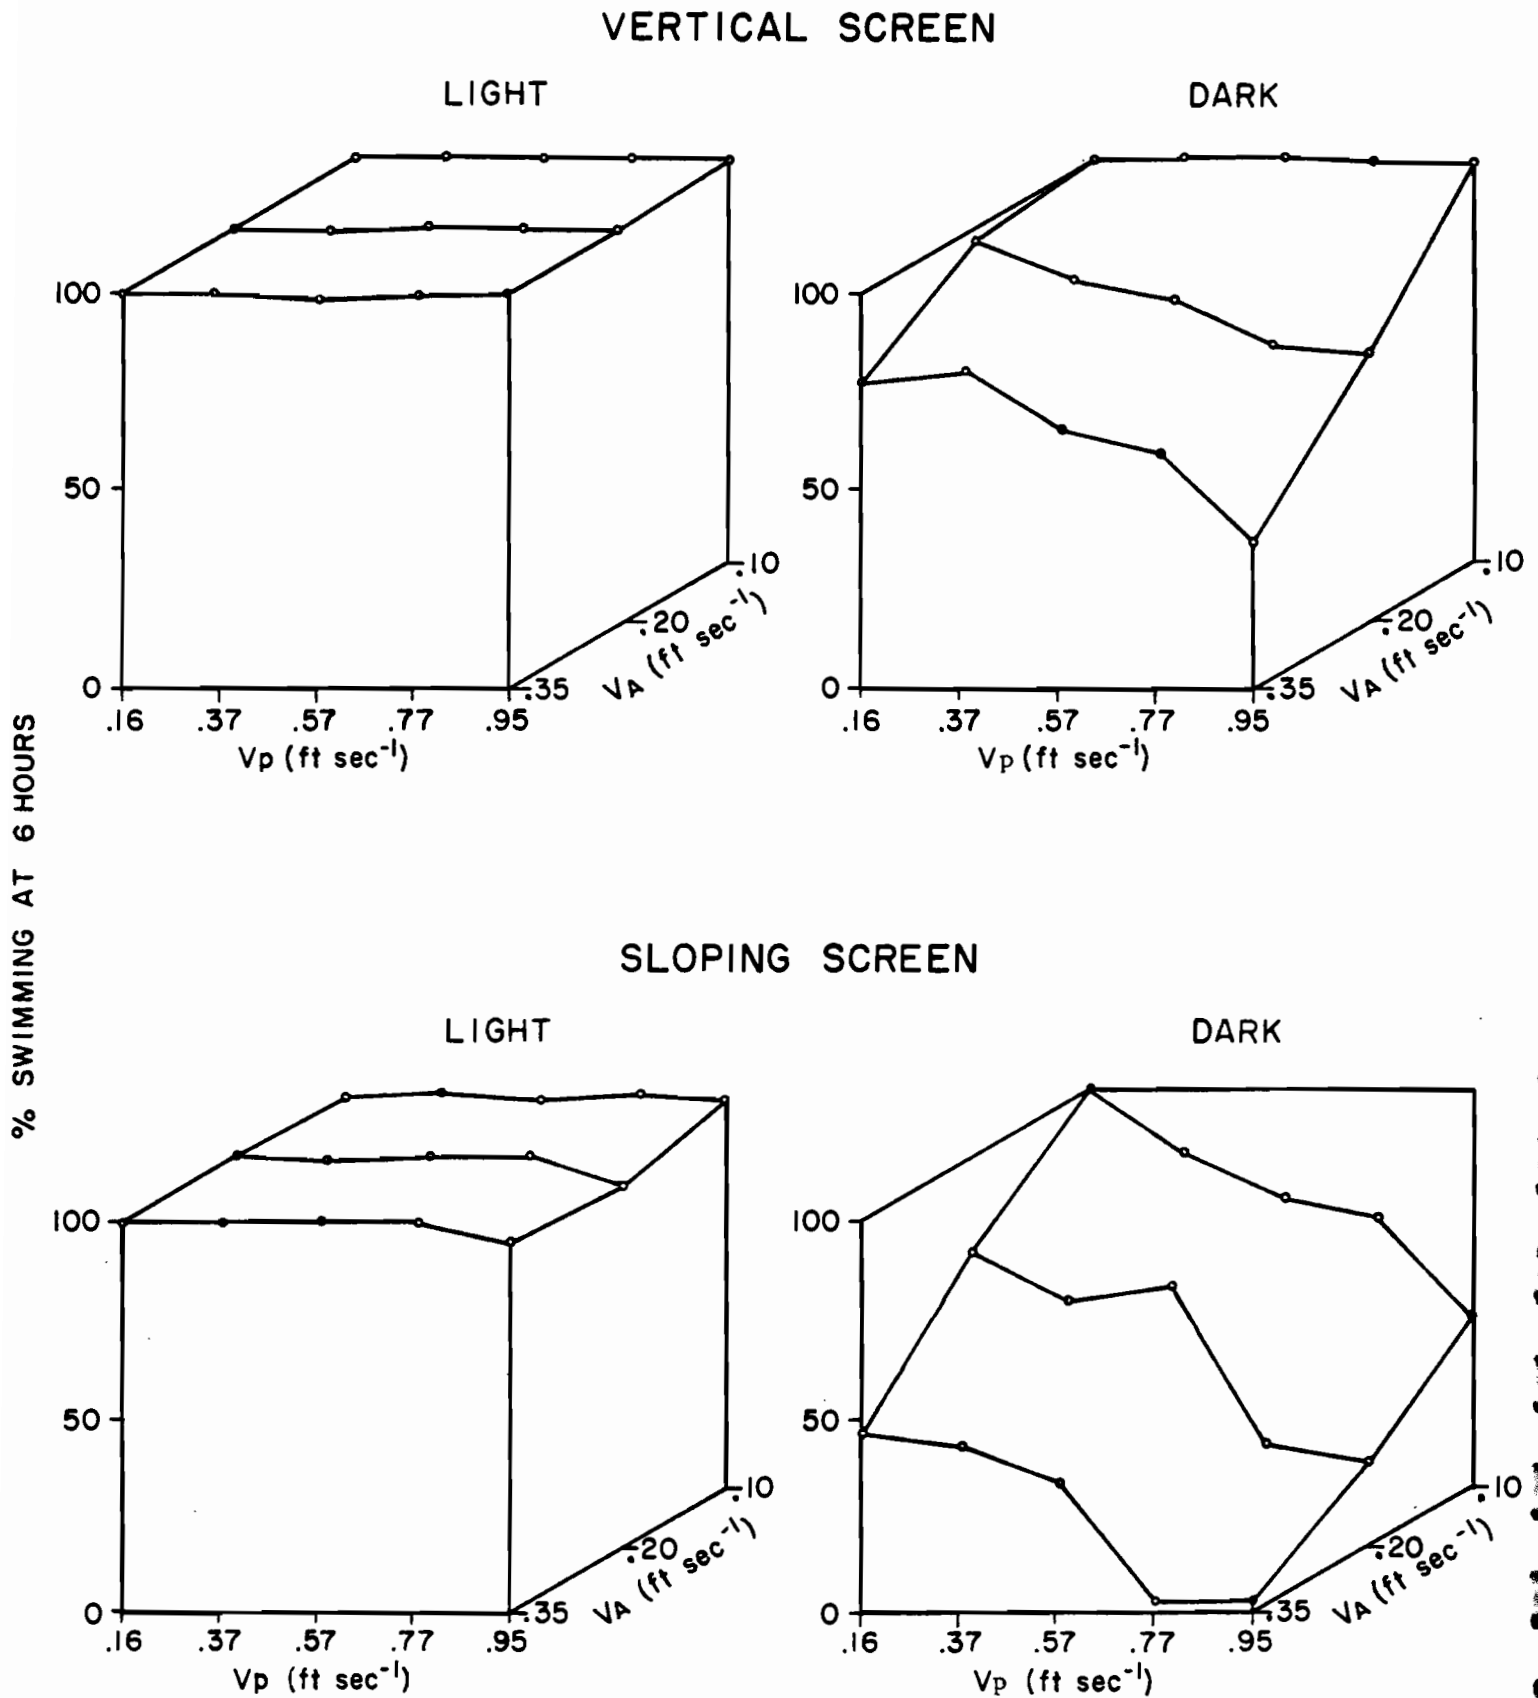 VERTICAL SCREEN
LIGHT
DARK
100
50
0
.16 .37 .57 .77 .95
Vp (ft sec⁻¹)
.35
.20
.10
VA (ft sec⁻¹)
100
50
0
.16 .37 .57 .77 .95
Vp (ft sec⁻¹)
.35
.20
.10
VA (ft sec⁻¹)
% SWIMMING AT 6 HOURS
SLOPING SCREEN
LIGHT
DARK
100
50
0
.16 .37 .57 .77 .95
Vp (ft sec⁻¹)
.35
.20
.10
VA (ft sec⁻¹)
100
50
0
.16 .37 .57 .77 .95
Vp (ft sec⁻¹)
.35
.20
.10
VA (ft sec⁻¹)